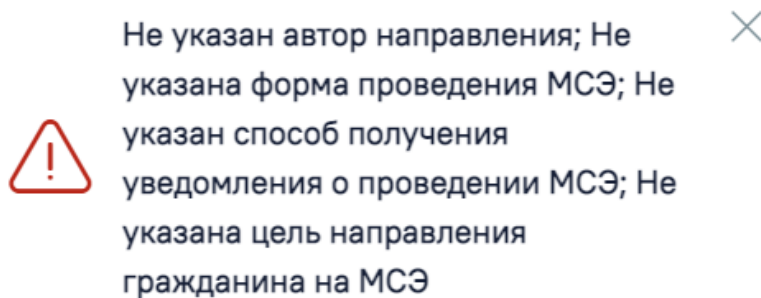 Не указан автор направления; Не
указана форма проведения МСЭ; Не
указан способ получения
уведомления о проведении МСЭ; Не
указана цель направления
гражданина на МСЭ